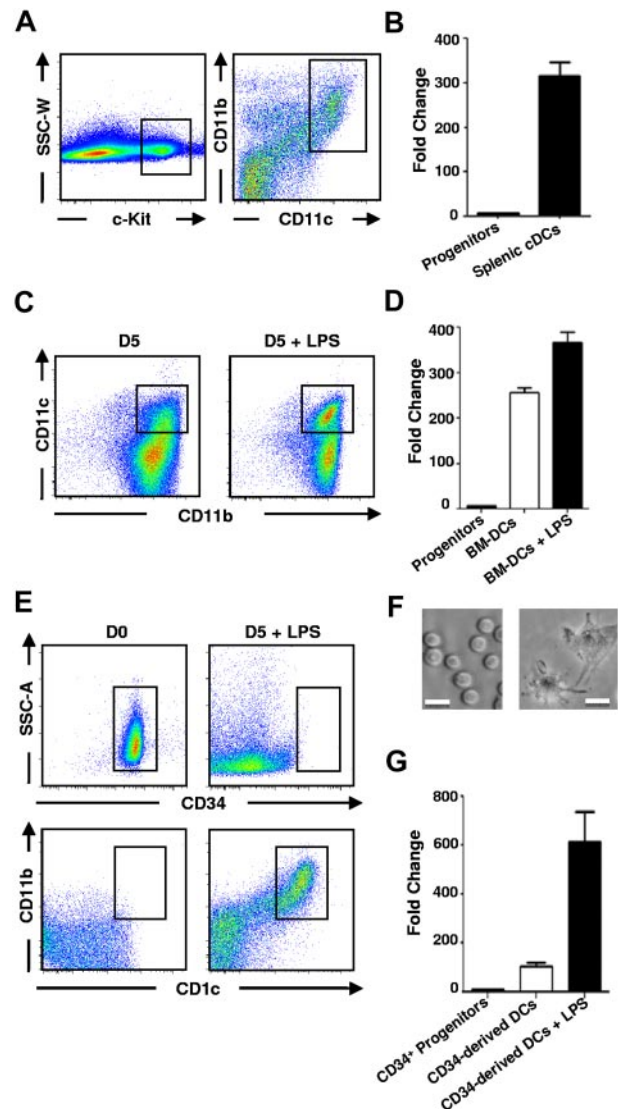 A
SSC-W
c-Kit
CD11b
CD11c
B
Fold Change
400
300
200
100
0
Progenitors
Splenic cDCs
C
D5
D5 + LPS
CD11c
CD11b
D
Fold Change
400
300
200
100
0
Progenitors
BM-DCs
BM-DCs + LPS
E
D0
D5 + LPS
SSC-A
CD34
CD11b
CD1c
F
G
Fold Change
800
600
400
200
0
CD34+ Progenitors
CD34-derived DCs
CD34-derived DCs + LPS